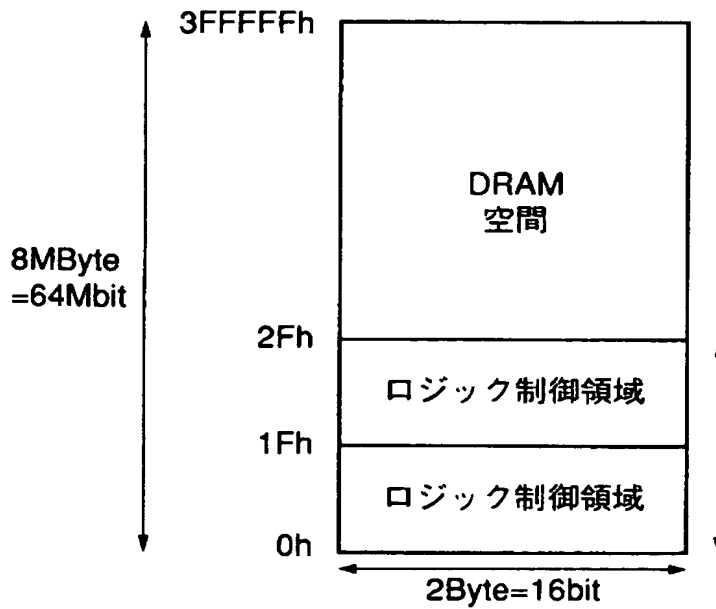 3FFFFFh
DRAM
空間
8MByte
=64Mbit
2Fh
ロジック制御領域
1Fh
ロジック制御領域
0h
2Byte=16bit